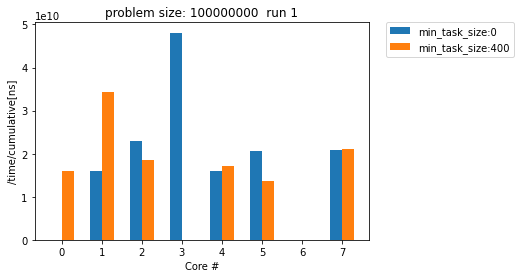 problem size: 100000000  run 1
1e10
min_task_size:0
min_task_size:400
5
4
3
2
1
0
/time/cumulative[ns]
0 1 2 3 4 5 6 7
Core #